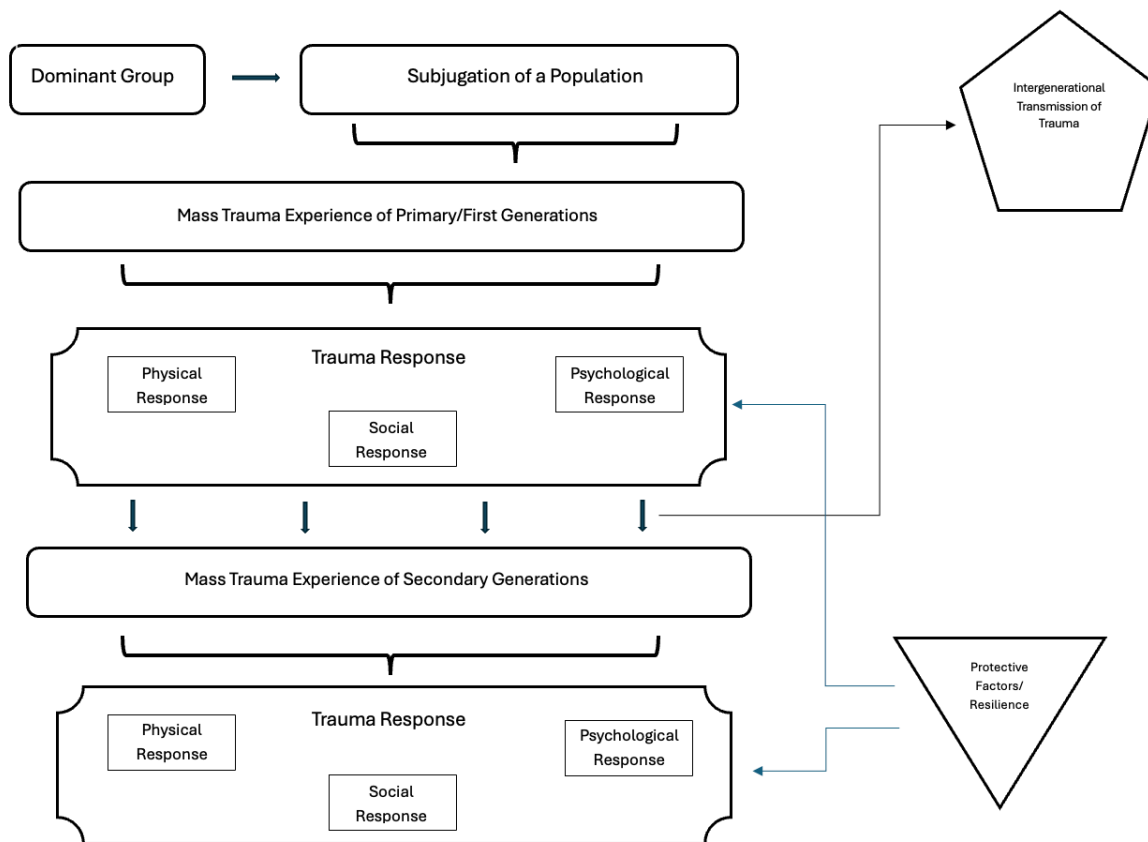 Dominant Group
Subjugation of a Population
Intergenerational
Transmission of
Trauma
Mass Trauma Experience of Primary/First Generations
Trauma Response
Physical
Response
Psychological
Response
Social
Response
Mass Trauma Experience of Secondary Generations
Protective
Factors/
Resilience
Trauma Response
Physical
Response
Psychological
Response
Social
Response